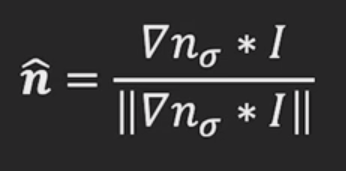 n̂ = ∇n_σ * I / ‖∇n_σ * I‖